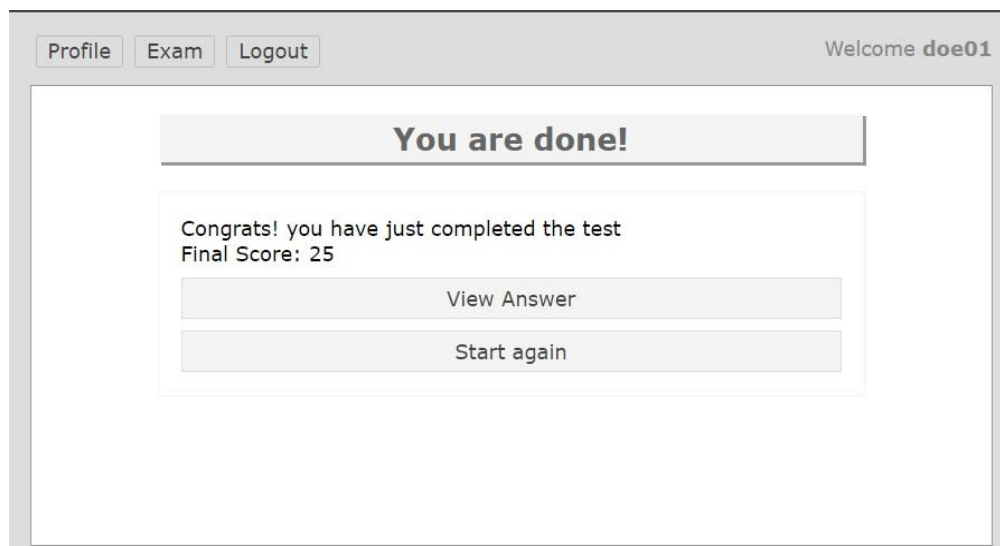 Profile Exam Logout Welcome doe01
You are done!
Congrats! you have just completed the test
Final Score: 25
View Answer
Start again